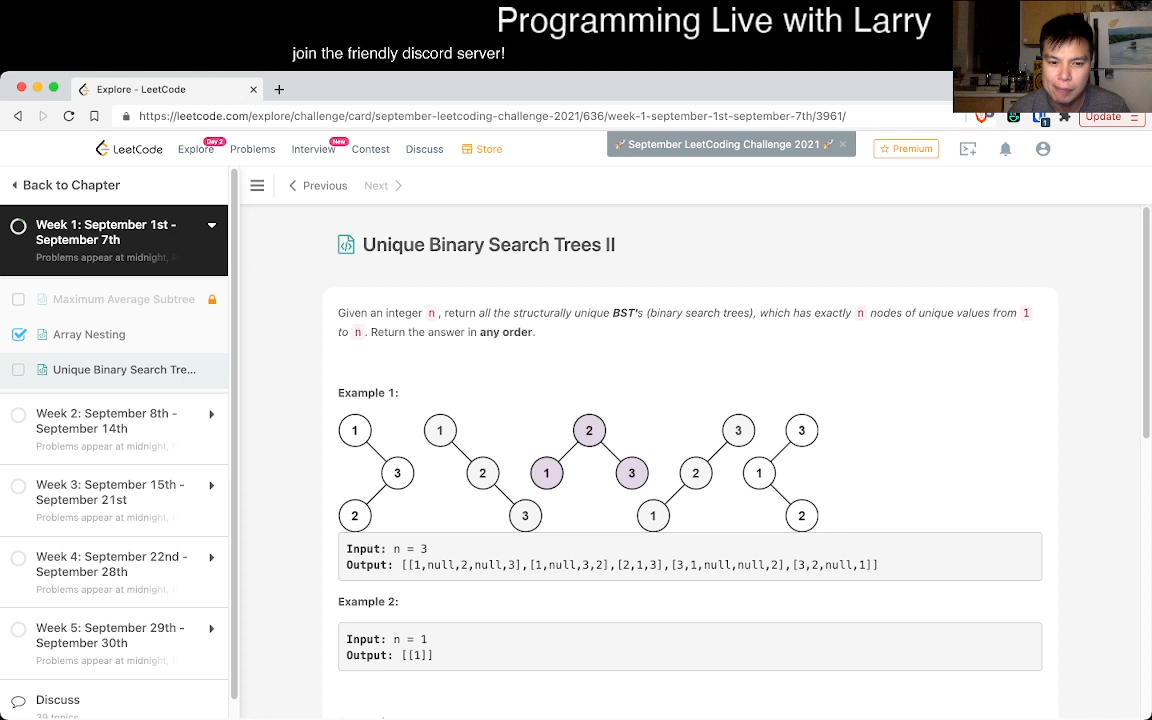 Programming Live with Larry
join the friendly discord server!
Explore - LeetCode
https://leetcode.com/explore/challenge/card/september-leetcoding-challenge-2021/636/week-1-september-1st-september-7th/3961/
1
Update
LeetCode
Explore
Day 2
Problems
Interview
New
Contest
Discuss
Store
🚀 September LeetCoding Challenge 2021 🚀 ×
Premium
Back to Chapter
Previous
Next
Week 1: September 1st -
September 7th
Problems appear at midnight,
Maximum Average Subtree
Array Nesting
Unique Binary Search Tre...
Week 2: September 8th -
September 14th
Problems appear at midnight,
Week 3: September 15th -
September 21st
Problems appear at midnight,
Week 4: September 22nd -
September 28th
Problems appear at midnight,
Week 5: September 29th -
September 30th
Problems appear at midnight,
Discuss
39 topics
Unique Binary Search Trees II
Given an integer n, return all the structurally unique BST's (binary search trees), which has exactly n nodes of unique values from 1
to n. Return the answer in any order.
Example 1:
1 1 2 3 3
3 2 1 3 2 1
2 3 1 2
Input: n = 3
Output: [[1,null,2,null,3],[1,null,3,2],[2,1,3],[3,1,null,null,2],[3,2,null,1]]
Example 2:
Input: n = 1
Output: [[1]]